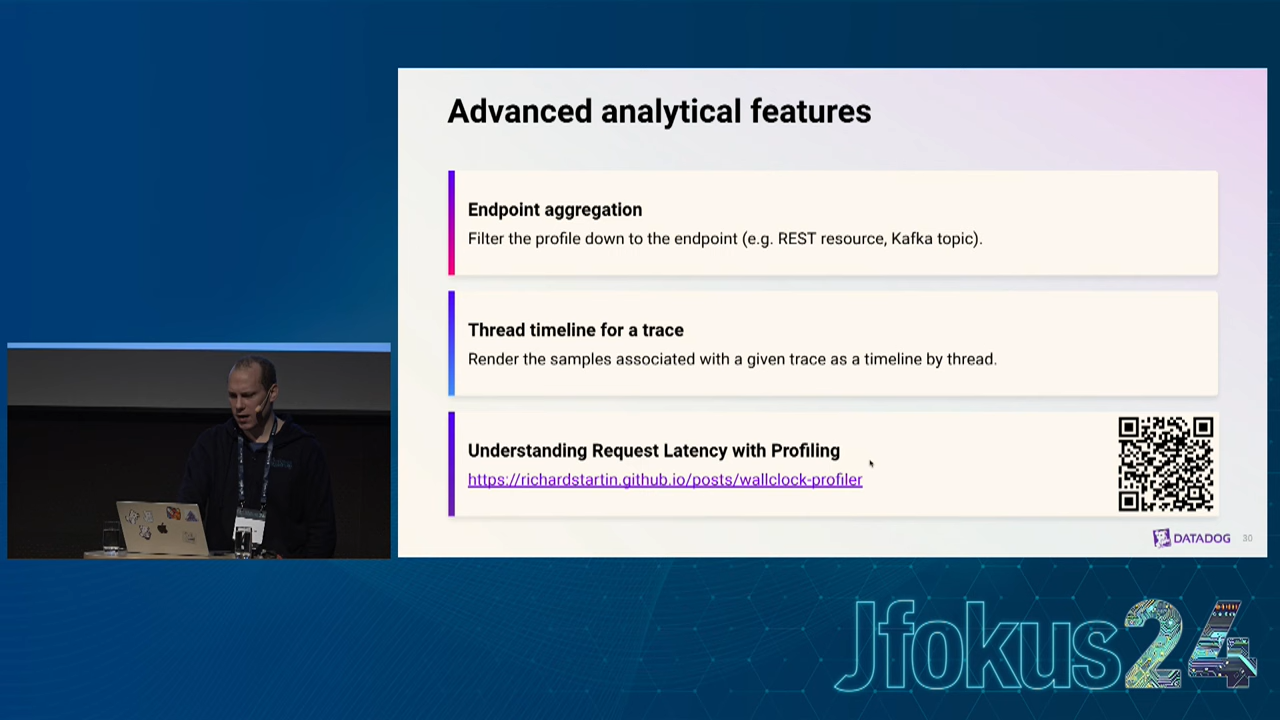 Advanced analytical features
Endpoint aggregation
Filter the profile down to the endpoint (e.g. REST resource, Kafka topic).
Thread timeline for a trace
Render the samples associated with a given trace as a timeline by thread.
Understanding Request Latency with Profiling
https://richardstartin.github.io/posts/wallclock-profiler
DATADOG 30
Jfokus24